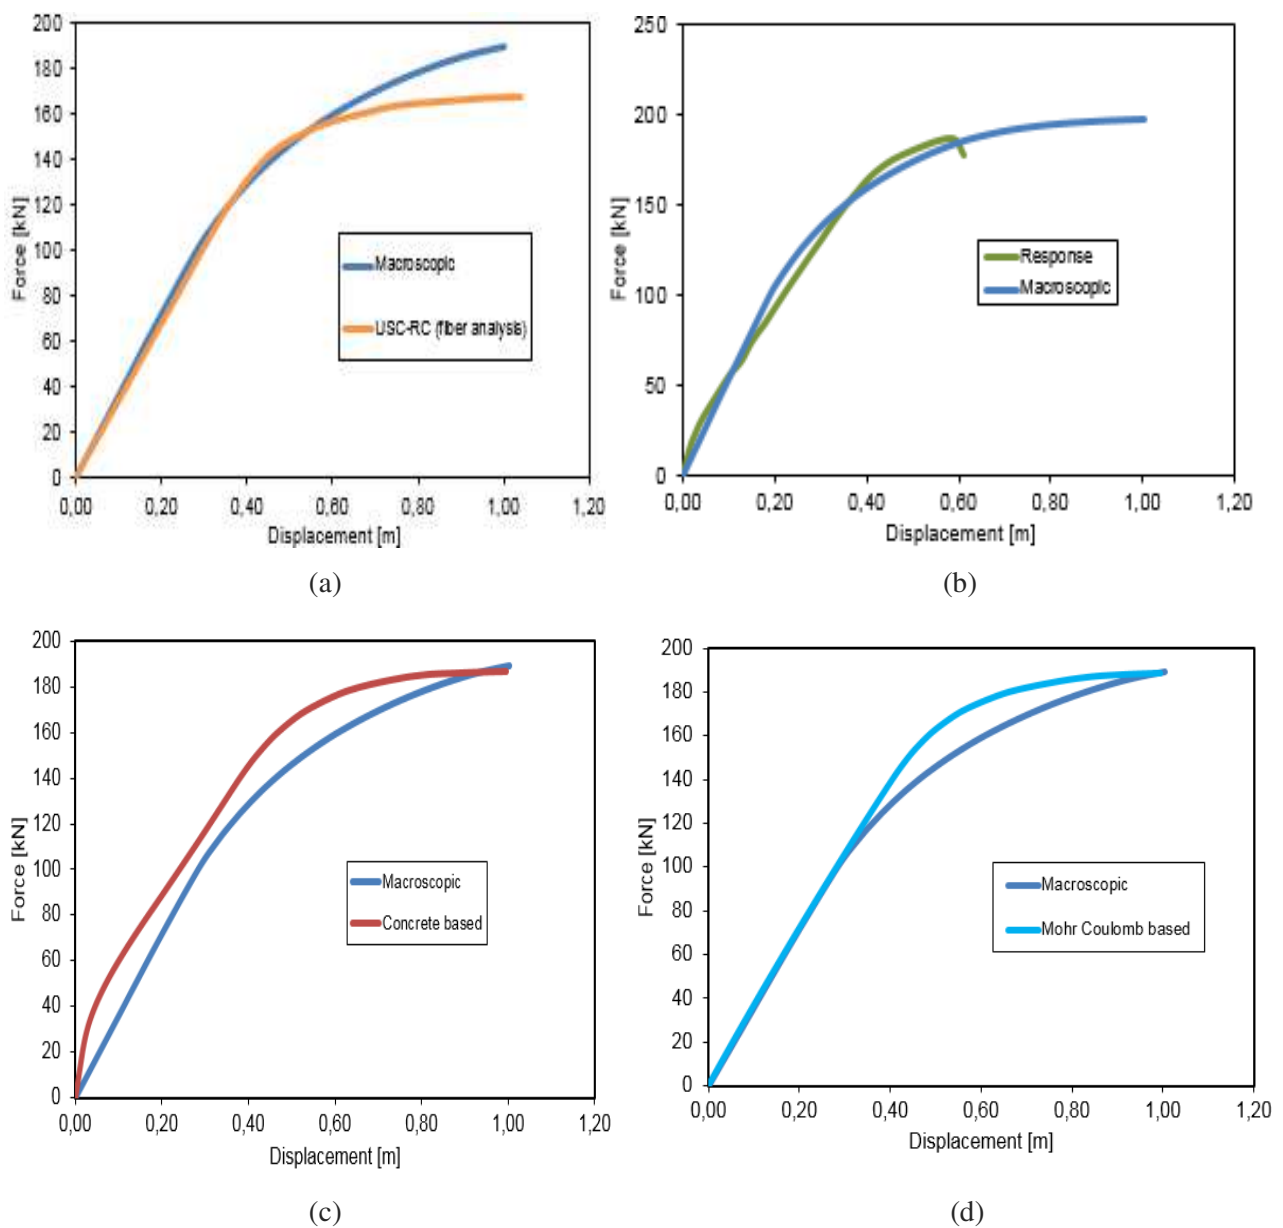 200
180
160
140
120
100
80
60
40
20
0
Force [kN]
0,00 0,20 0,40 0,60 0,80 1,00 1,20
Displacement [m]
Macroscopic
USC-RC (fiber analysis)
(a)
250
200
150
100
50
0
Force [kN]
0,00 0,20 0,40 0,60 0,80 1,00 1,20
Displacement [m]
Response
Macroscopic
(b)
200
180
160
140
120
100
80
60
40
20
0
Force [kN]
0,00 0,20 0,40 0,60 0,80 1,00 1,20
Displacement [m]
Macroscopic
Concrete based
(c)
200
180
160
140
120
100
80
60
40
20
0
Force [kN]
0,00 0,20 0,40 0,60 0,80 1,00 1,20
Displacement [m]
Macroscopic
Mohr Coulomb based
(d)